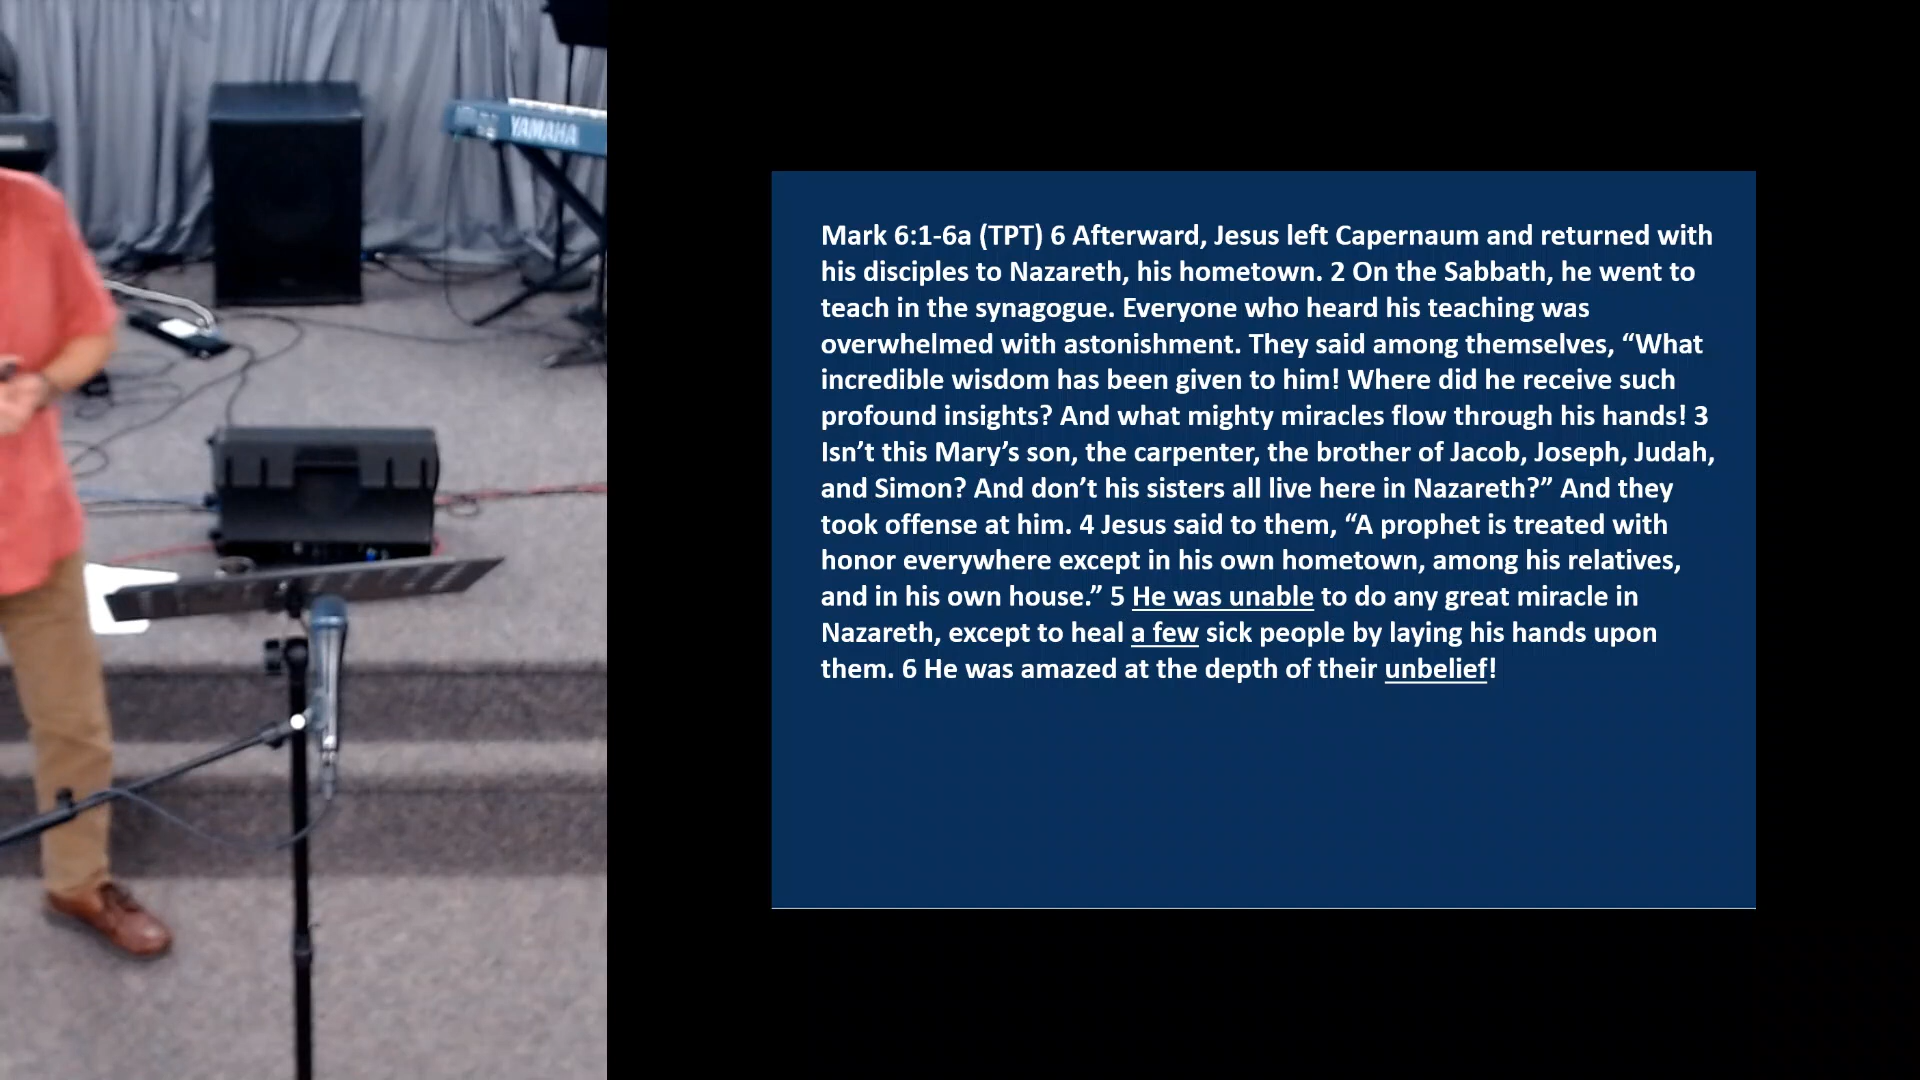 YAMAHA
Mark 6:1-6a (TPT) 6 Afterward, Jesus left Capernaum and returned with
his disciples to Nazareth, his hometown. 2 On the Sabbath, he went to
teach in the synagogue. Everyone who heard his teaching was
overwhelmed with astonishment. They said among themselves, “What
incredible wisdom has been given to him! Where did he receive such
profound insights? And what mighty miracles flow through his hands! 3
Isn’t this Mary’s son, the carpenter, the brother of Jacob, Joseph, Judah,
and Simon? And don’t his sisters all live here in Nazareth?” And they
took offense at him. 4 Jesus said to them, “A prophet is treated with
honor everywhere except in his own hometown, among his relatives,
and in his own house.” 5 He was unable to do any great miracle in
Nazareth, except to heal a few sick people by laying his hands upon
them. 6 He was amazed at the depth of their unbelief!